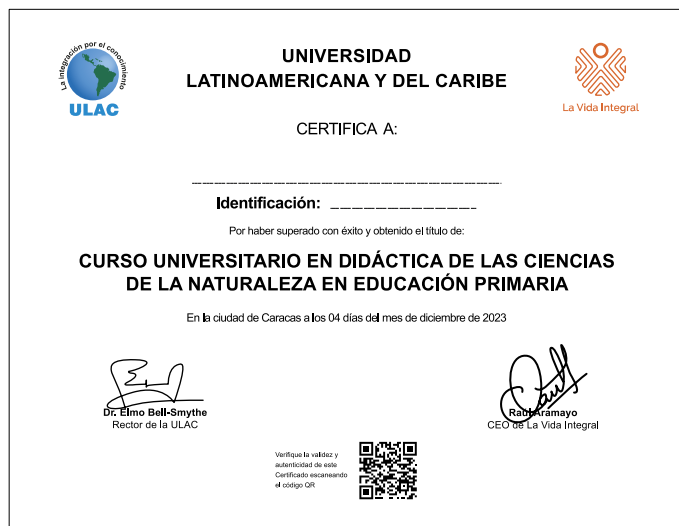 La integración por el conocimiento
ULAC
UNIVERSIDAD
LATINOAMERICANA Y DEL CARIBE
La Vida Integral
CERTIFICA A:
Identificación:
Por haber superado con éxito y obtenido el título de:
CURSO UNIVERSITARIO EN DIDÁCTICA DE LAS CIENCIAS
DE LA NATURALEZA EN EDUCACIÓN PRIMARIA
En la ciudad de Caracas a los 04 días del mes de diciembre de 2023
Dr. Elmo Bell-Smythe
Rector de la ULAC
Raul Aramayo
CEO de La Vida Integral
Verifique la validez y
autenticidad de este
Certificado escaneando
el código QR